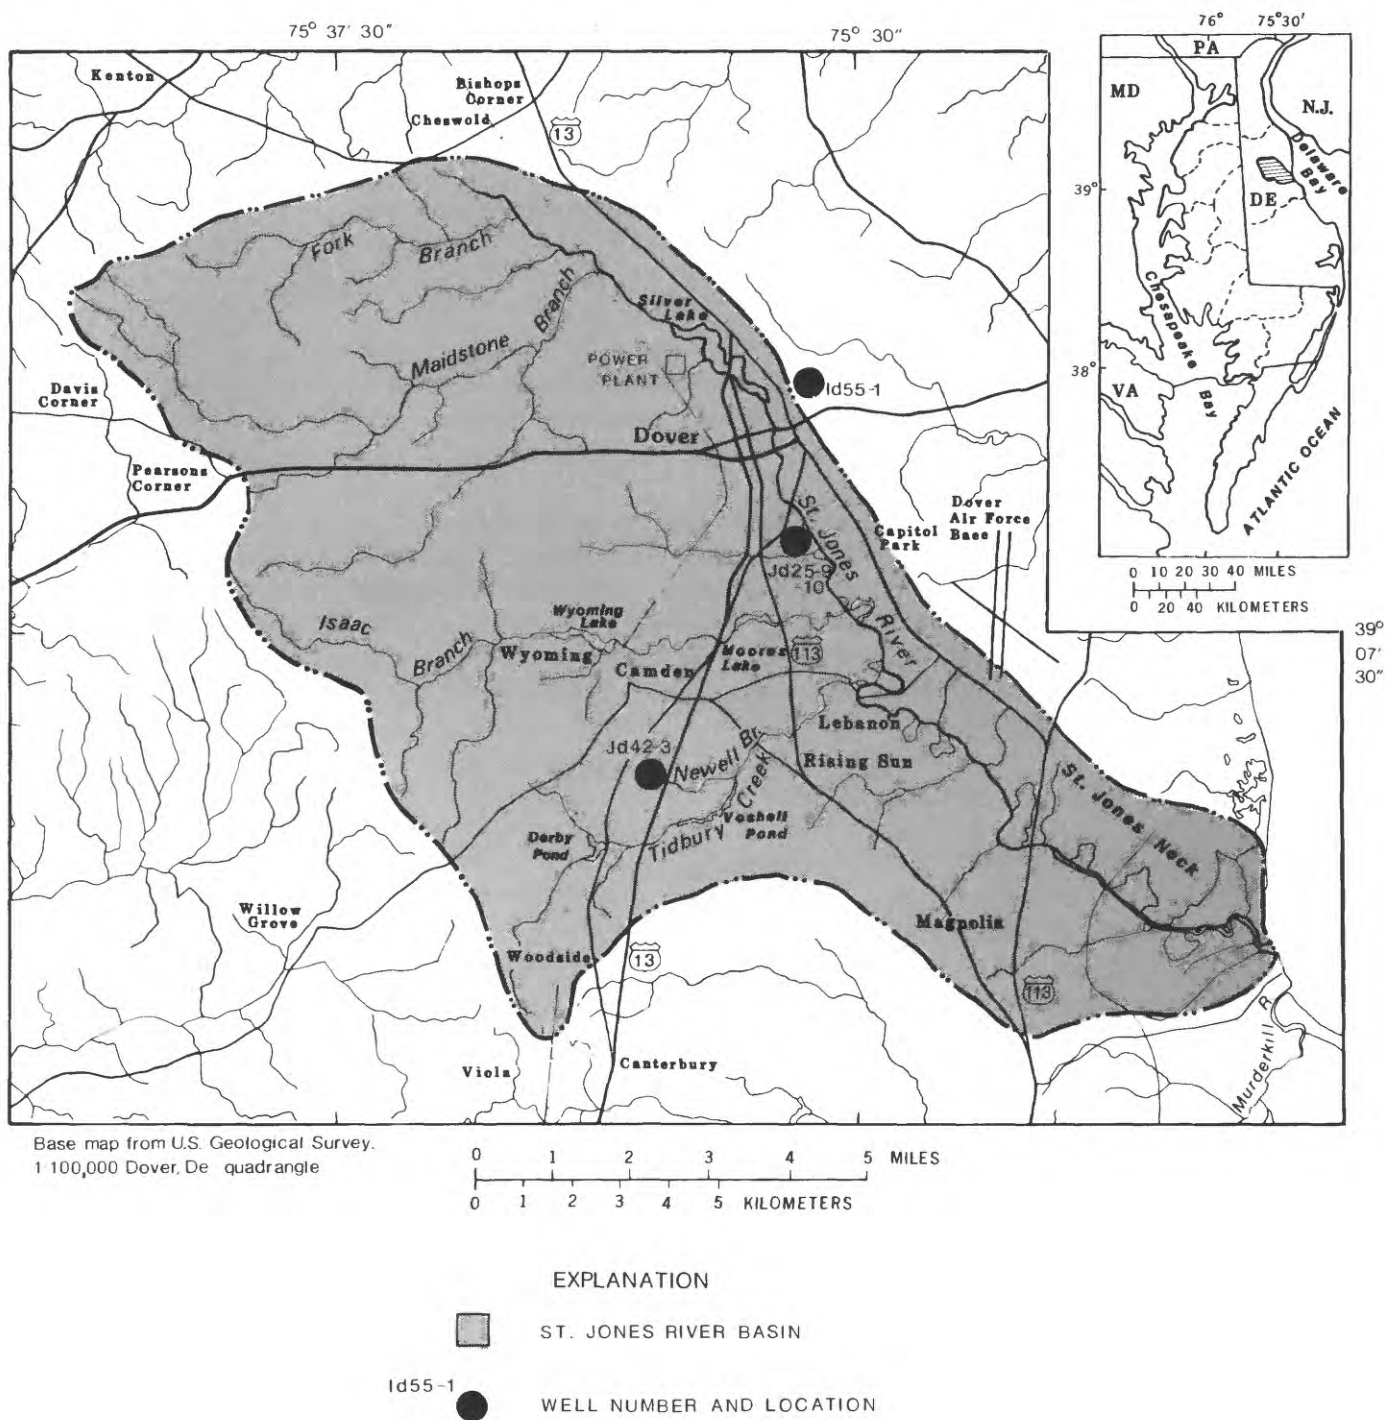 75° 37' 30"
75° 30"
76°
75°30'
PA
MD
N.J.
Delaware
Bay
39°
DE
Chesapeake
Bay
38°
VA
ATLANTIC OCEAN
0 10 20 30 40 MILES
0 20 40 KILOMETERS
Kenton
Bishops
Corner
Cheswold
13
Fork
Branch
Maidstone
Branch
Silver
Lake
POWER
PLANT
Id55-1
Davis
Corner
Dover
Pearsons
Corner
Dover
Air Force
Base
St. Jones
River
Capitol
Park
Jd25-9
-10
39°
07'
30"
Isaac
Branch
Wyoming
Lake
Wyoming
Camden
Moores
Lake
113
Lebanon
Jd42-3
Newell Br.
Rising Sun
Tidbury Creek
Voshell
Pond
Derby
Pond
St. Jones Neck
Willow
Grove
Magnolia
Woodside
13
113
Viola
Canterbury
Murderkill R
Base map from U.S. Geological Survey.
1:100,000 Dover, De quadrangle
0 1 2 3 4 5 MILES
0 1 2 3 4 5 KILOMETERS
EXPLANATION
ST. JONES RIVER BASIN
Id55-1
WELL NUMBER AND LOCATION